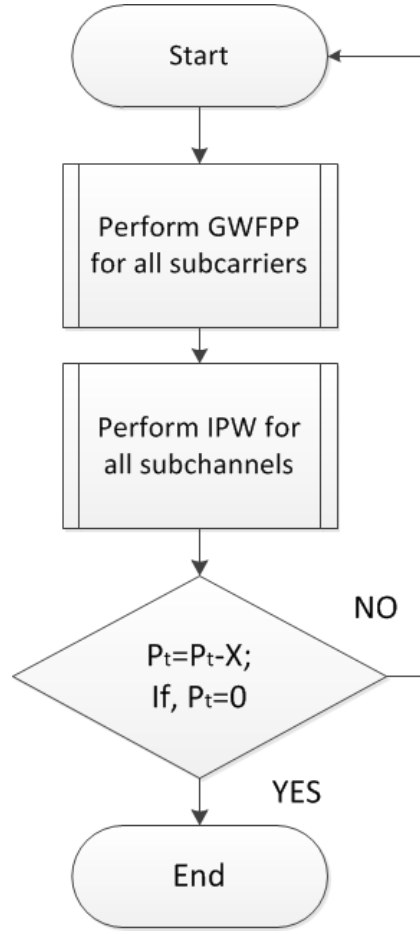 Start
Perform GWFPP
for all subcarriers
Perform IPW for
all subchannels
NO
Pt=Pt-X;
If, Pt=0
YES
End